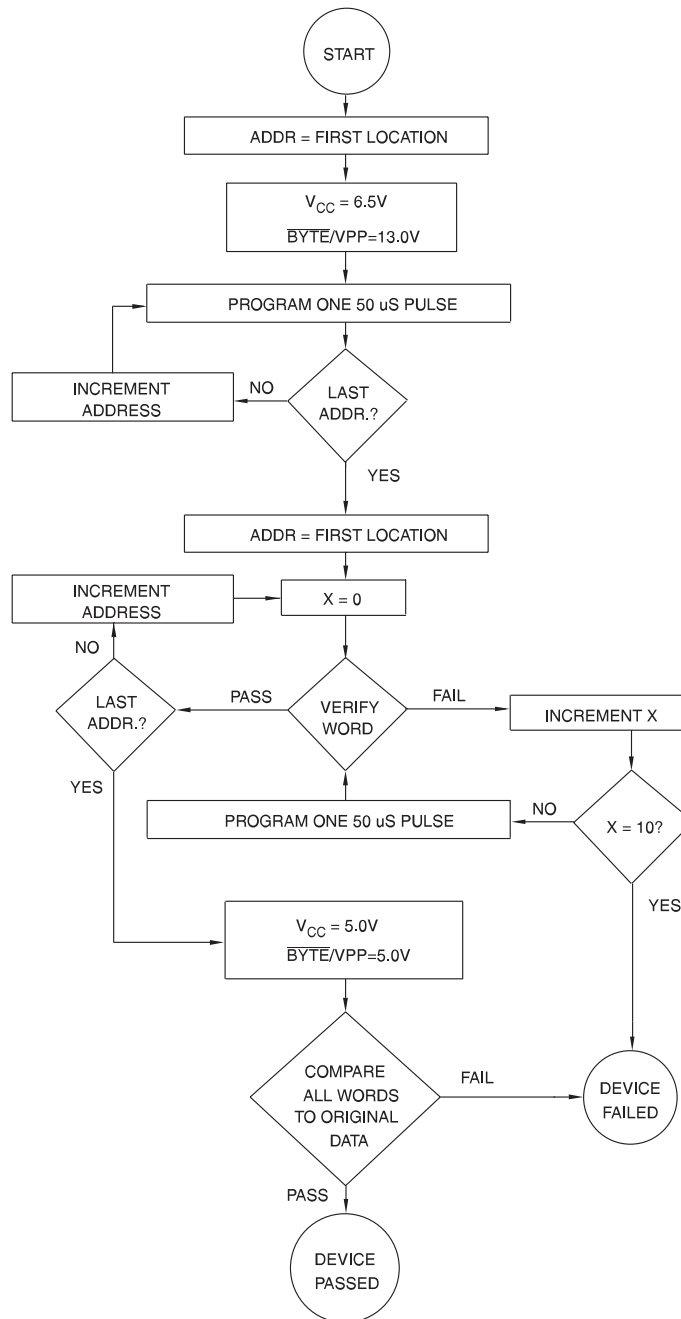 START
ADDR = FIRST LOCATION
VCC = 6.5V
BYTE/VPP=13.0V
PROGRAM ONE 50 uS PULSE
INCREMENT
ADDRESS
NO
LAST
ADDR.?
YES
ADDR = FIRST LOCATION
INCREMENT
ADDRESS
X = 0
NO
LAST
ADDR.?
PASS
VERIFY
WORD
FAIL
INCREMENT X
YES
PROGRAM ONE 50 uS PULSE
NO
X = 10?
YES
VCC = 5.0V
BYTE/VPP=5.0V
COMPARE
ALL WORDS
TO ORIGINAL
DATA
FAIL
DEVICE
FAILED
PASS
DEVICE
PASSED